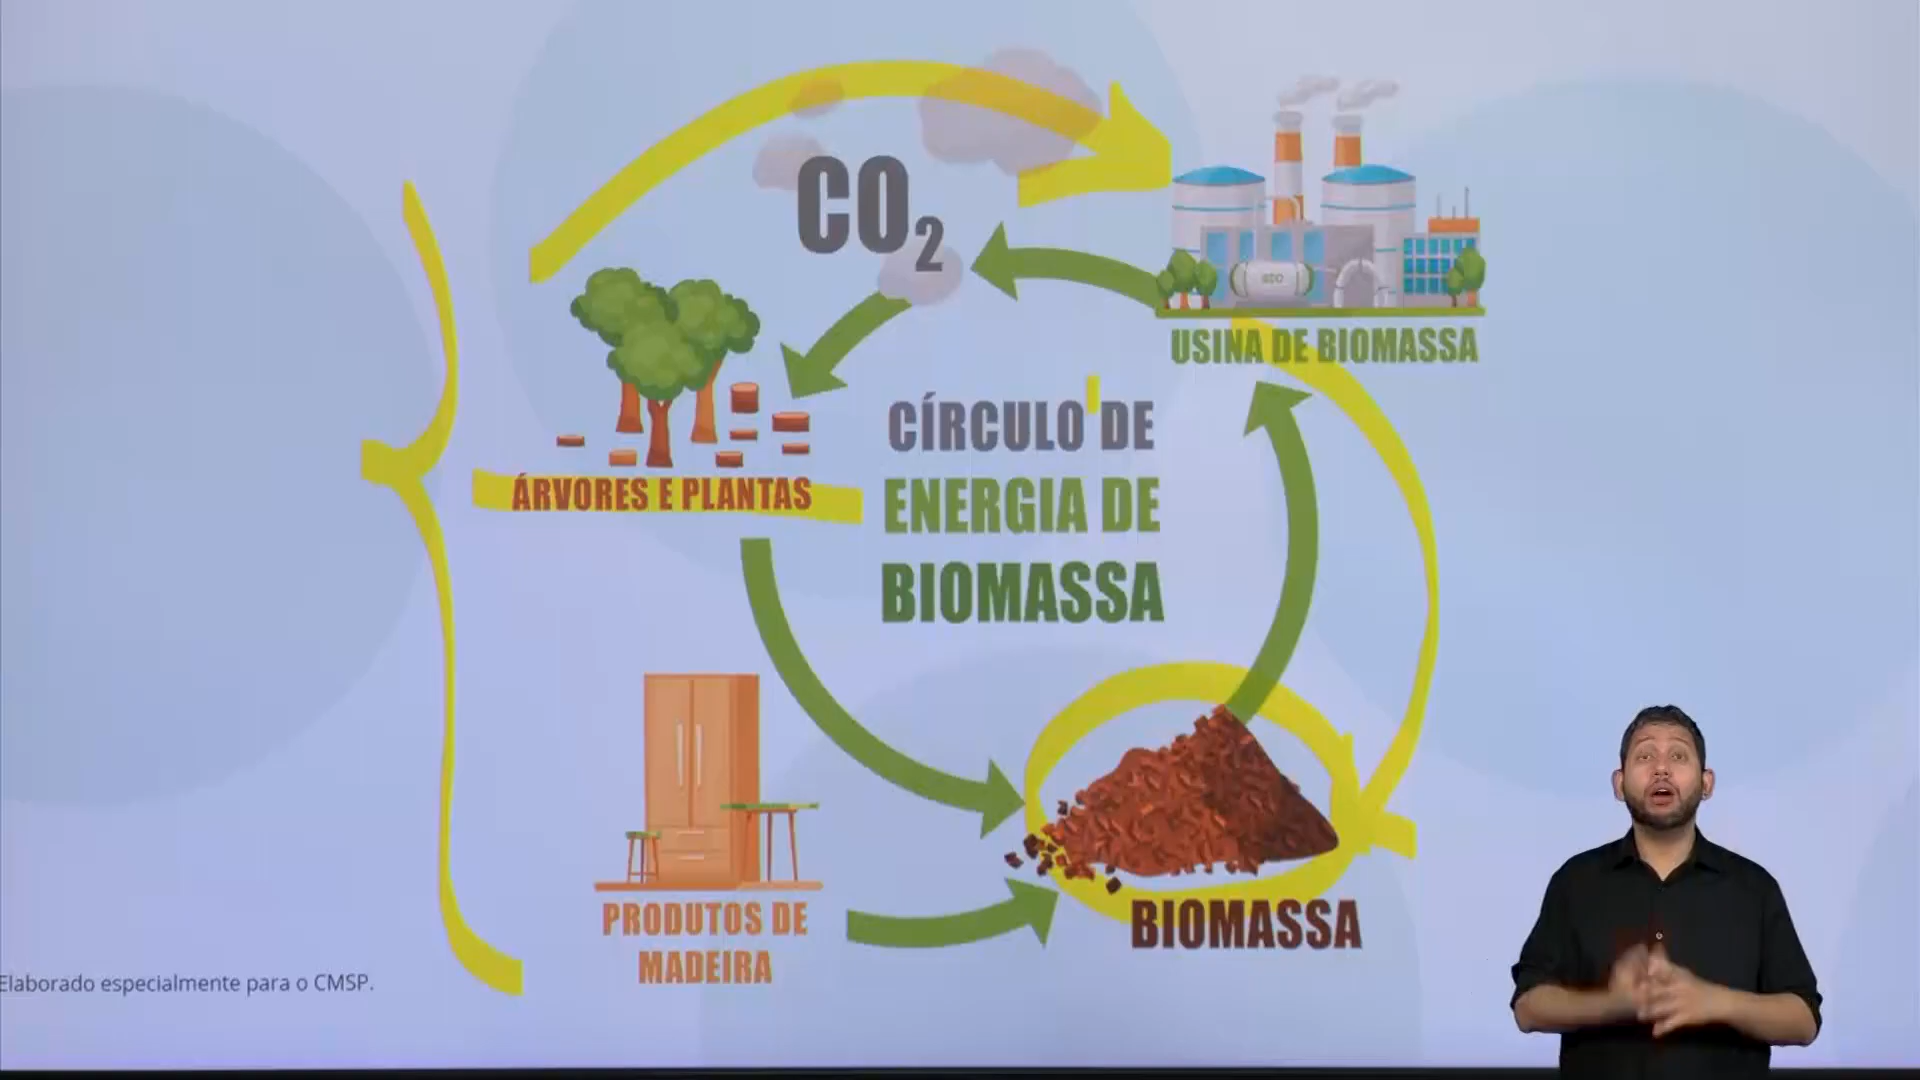 CO₂
USINA DE BIOMASSA
CÍRCULO DE
ENERGIA DE
BIOMASSA
ÁRVORES E PLANTAS
PRODUTOS DE
MADEIRA
BIOMASSA
Elaborado especialmente para o CMSP.